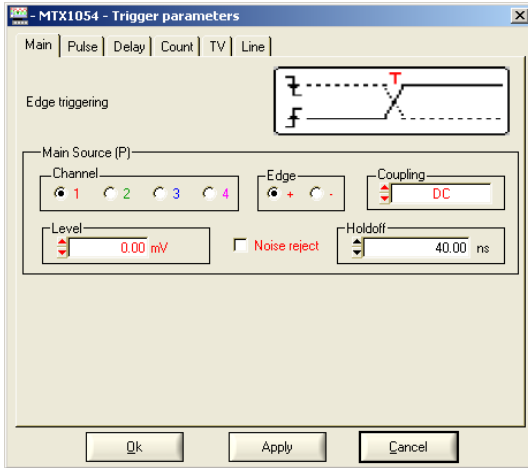 - MTX1054 - Trigger parameters
Main Pulse Delay Count TV Line
Edge triggering
T
Main Source (P)
Channel Edge Coupling
1 2 3 4 + - DC
Level Holdoff
0.00 mV Noise reject 40.00 ns
Ok Apply Cancel